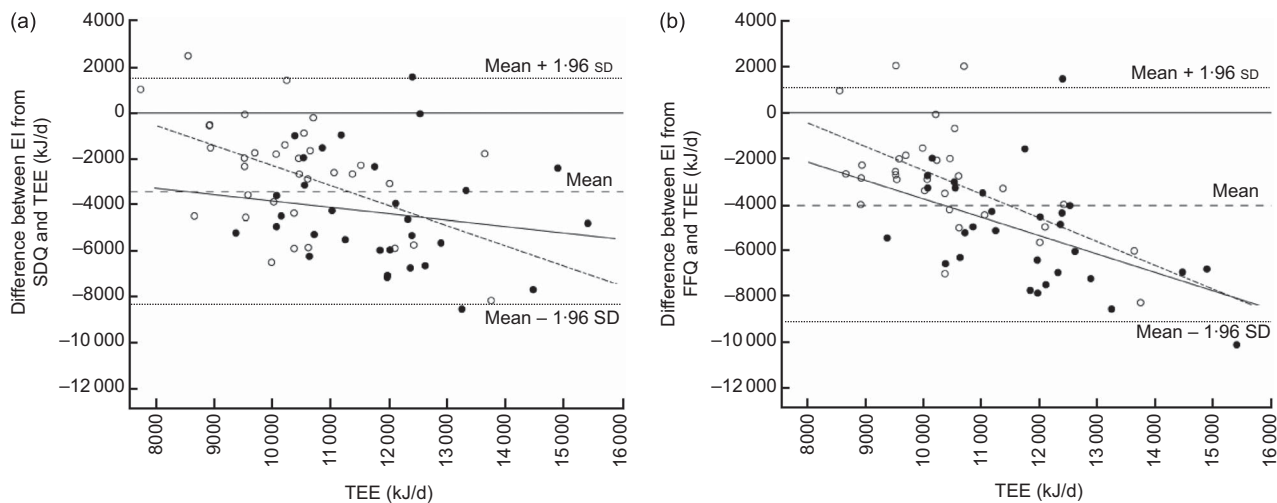 (a)
4000
2000
0
–2000
–4000
–6000
–8000
–10 000
–12 000
Difference between EI from
SDQ and TEE (kJ/d)
Mean + 1·96 SD
Mean
Mean – 1·96 SD
8000
9000
10 000
11 000
12 000
13 000
14 000
15 000
16 000
TEE (kJ/d)
(b)
4000
2000
0
–2000
–4000
–6000
–8000
–10 000
–12 000
Difference between EI from
FFQ and TEE (kJ/d)
Mean + 1·96 SD
Mean
Mean – 1·96 SD
8000
9000
10 000
11 000
12 000
13 000
14 000
15 000
16 000
TEE (kJ/d)